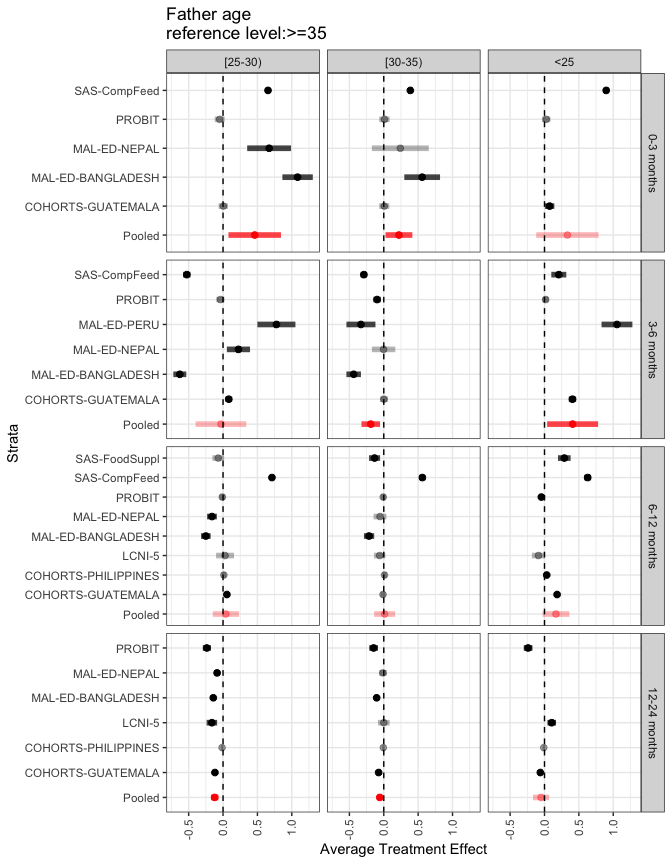 Father age
reference level:>=35
[25-30)
[30-35)
<25
Strata
SAS-CompFeed
PROBIT
MAL-ED-NEPAL
MAL-ED-BANGLADESH
COHORTS-GUATEMALA
Pooled
0-3 months
SAS-CompFeed
PROBIT
MAL-ED-PERU
MAL-ED-NEPAL
MAL-ED-BANGLADESH
COHORTS-GUATEMALA
Pooled
3-6 months
SAS-FoodSuppl
SAS-CompFeed
PROBIT
MAL-ED-NEPAL
MAL-ED-BANGLADESH
LCNI-5
COHORTS-PHILIPPINES
COHORTS-GUATEMALA
Pooled
6-12 months
PROBIT
MAL-ED-NEPAL
MAL-ED-BANGLADESH
LCNI-5
COHORTS-PHILIPPINES
COHORTS-GUATEMALA
Pooled
12-24 months
-0.5 0.0 0.5 1.0
-0.5 0.0 0.5 1.0
-0.5 0.0 0.5 1.0
Average Treatment Effect